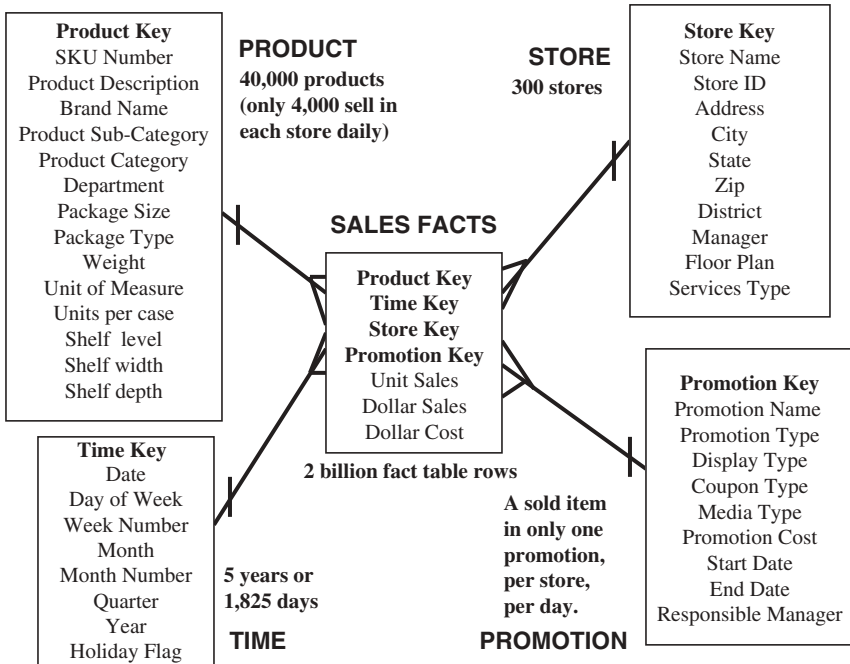 Product Key
SKU Number
Product Description
Brand Name
Product Sub-Category
Product Category
Department
Package Size
Package Type
Weight
Unit of Measure
Units per case
Shelf level
Shelf width
Shelf depth
PRODUCT
40,000 products
(only 4,000 sell in
each store daily)
STORE
300 stores
Store Key
Store Name
Store ID
Address
City
State
Zip
District
Manager
Floor Plan
Services Type
SALES FACTS
Product Key
Time Key
Store Key
Promotion Key
Unit Sales
Dollar Sales
Dollar Cost
2 billion fact table rows
Time Key
Date
Day of Week
Week Number
Month
Month Number
Quarter
Year
Holiday Flag
5 years or
1,825 days
TIME
A sold item
in only one
promotion,
per store,
per day.
PROMOTION
Promotion Key
Promotion Name
Promotion Type
Display Type
Coupon Type
Media Type
Promotion Cost
Start Date
End Date
Responsible Manager